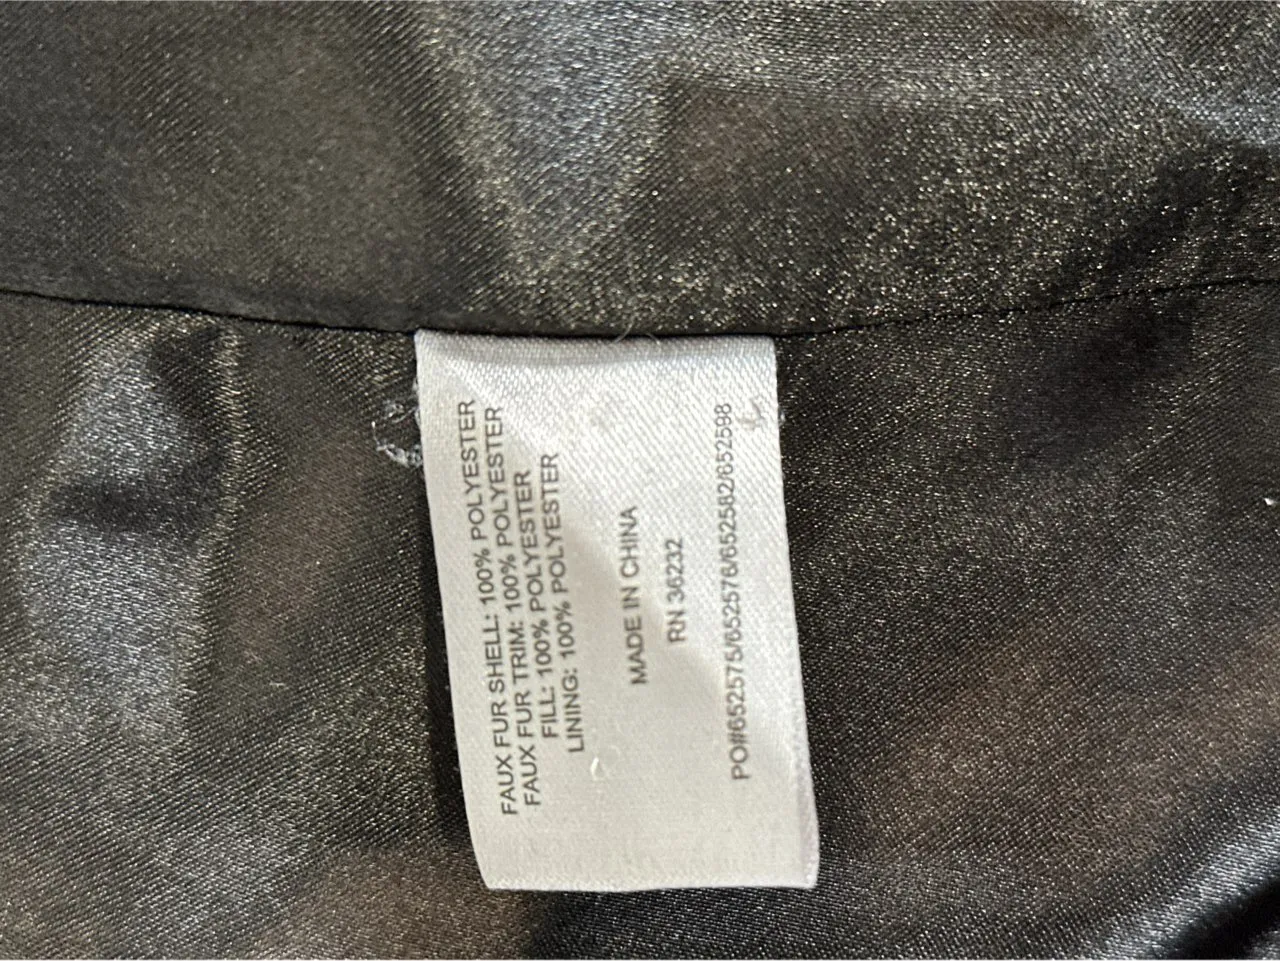 FAUX FUR SHELL: 100% POLYESTER
FAUX FUR TRIM: 100% POLYESTER
FILL: 100% POLYESTER
LINING: 100% POLYESTER
MADE IN CHINA
RN 36232
PO#652575/652576/652582/652598